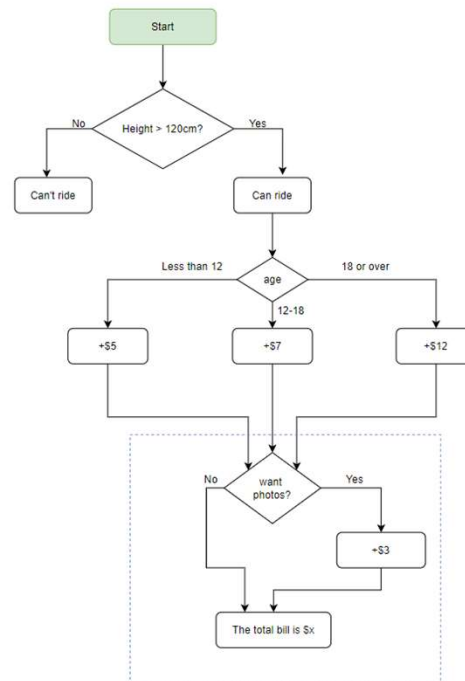 Start
Height > 120cm?
No
Yes
Can't ride
Can ride
age
Less than 12
12-18
18 or over
+$5
+$7
+$12
want
photos?
No
Yes
+$3
The total bill is $x